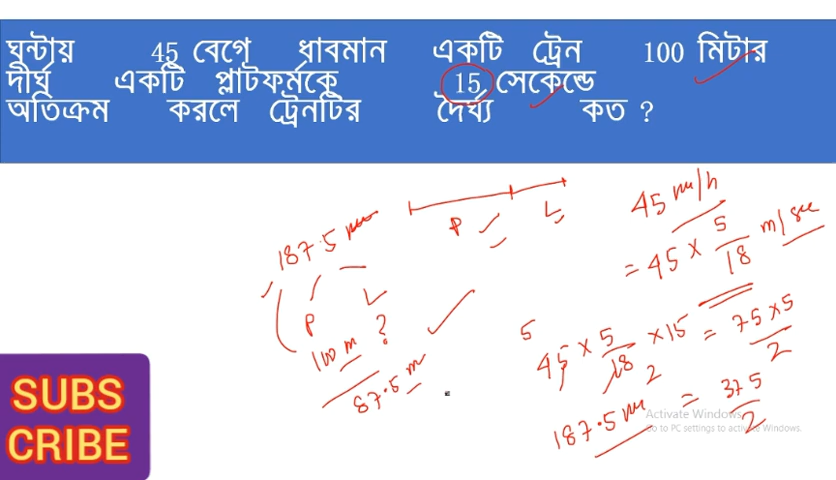 ঘন্টায় 45 বেগে ধাবমান একটি ট্রেন 100 মিটার
দীর্ঘ একটি প্লাটফর্মকে 15 সেকেন্ডে
অতিক্রম করলে ট্রেনটির দৈর্ঘ্য কত ?
45 m/h
= 45 × 5/18 m/sec
45 × 5/18 × 15 = 75×5/2
5
2
187.5 m = 375/2
P L
187.5 m
P L
100 m ?
87.5 m
SUBS
CRIBE
Activate Windows
Go to PC settings to activate Windows.